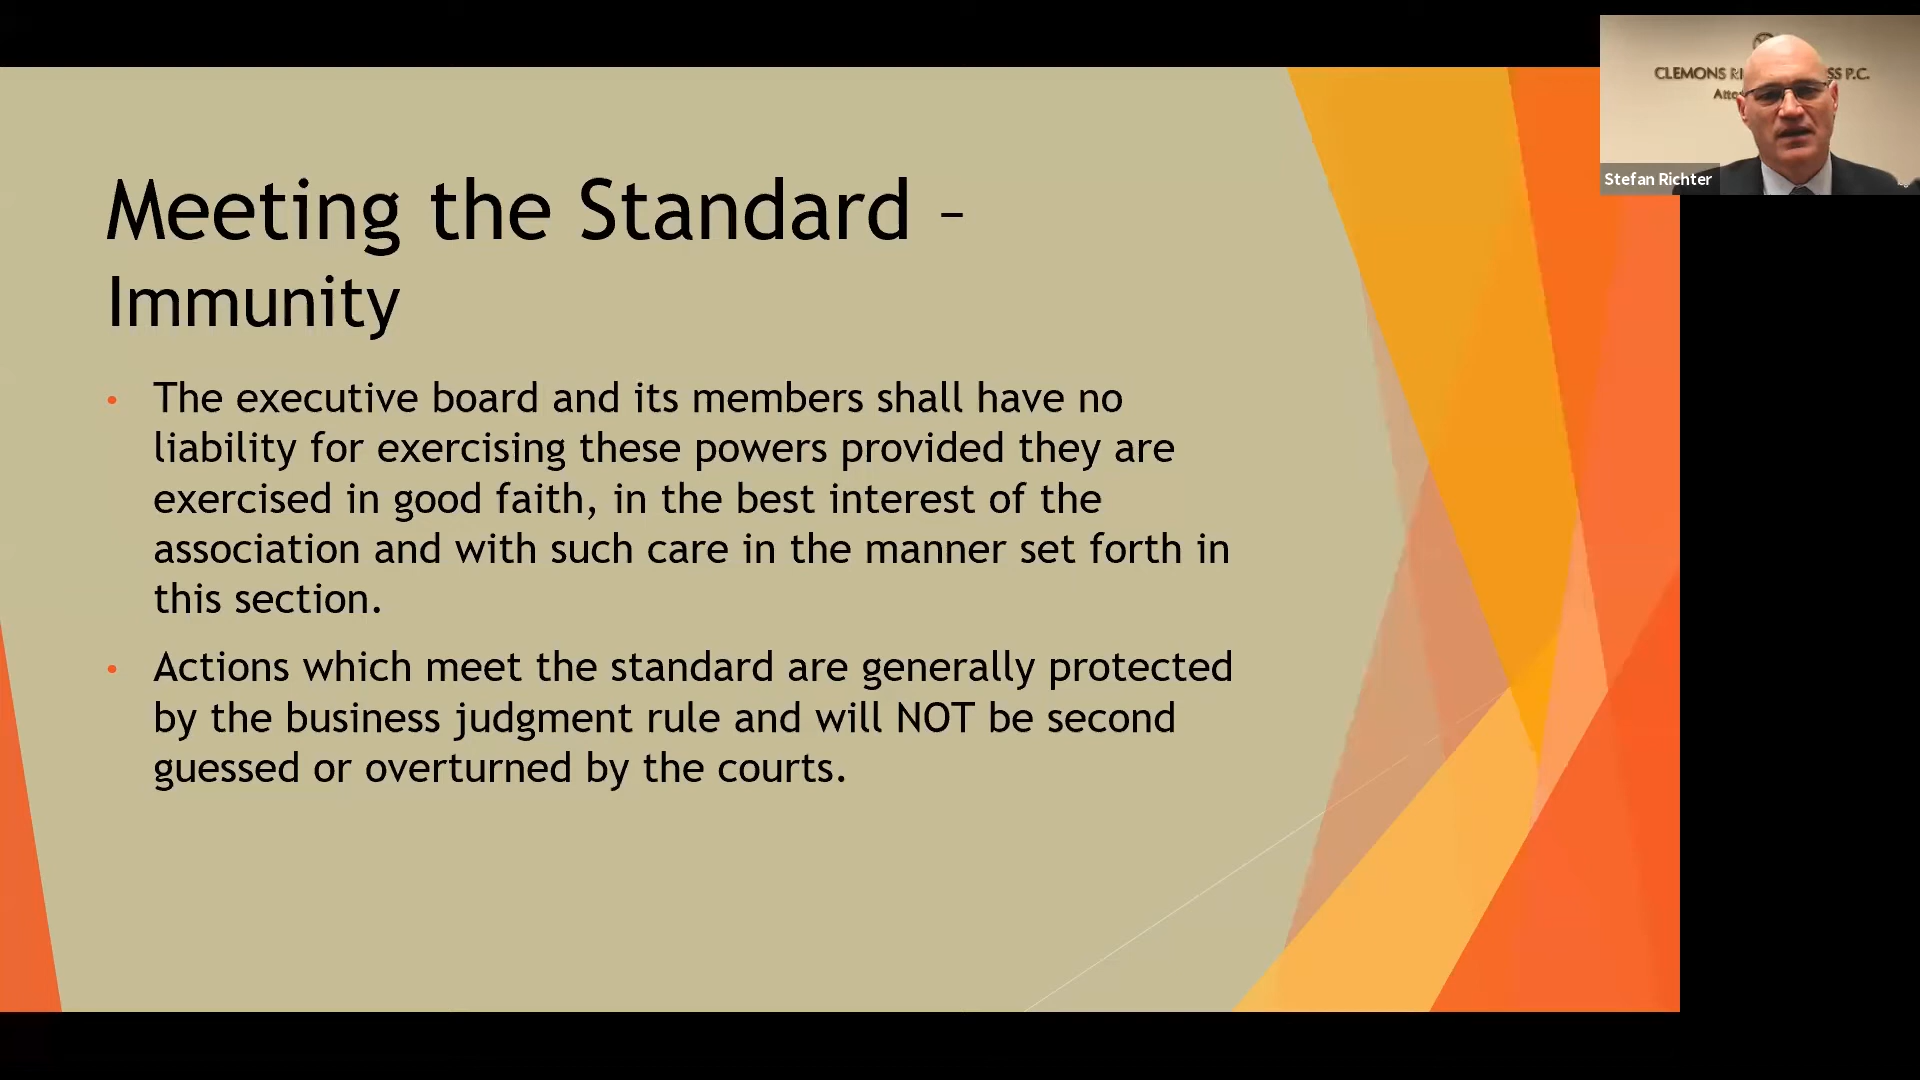 CLEMONS RI SS P.C.
Stefan Richter
Meeting the Standard –
Immunity
• The executive board and its members shall have no
liability for exercising these powers provided they are
exercised in good faith, in the best interest of the
association and with such care in the manner set forth in
this section.
• Actions which meet the standard are generally protected
by the business judgment rule and will NOT be second
guessed or overturned by the courts.